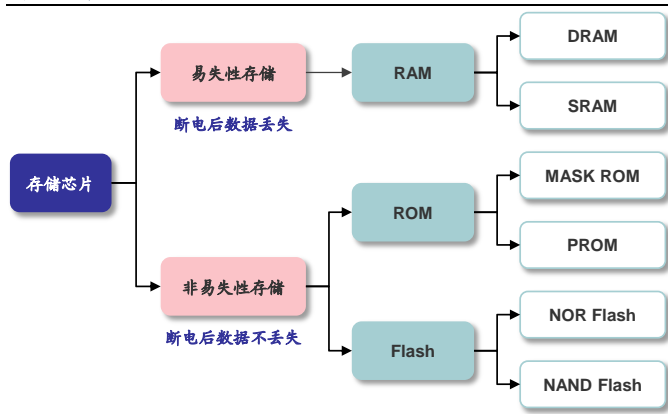 存储芯片
易失性存储
断电后数据丢失
RAM
DRAM
SRAM
非易失性存储
断电后数据不丢失
ROM
MASK ROM
PROM
Flash
NOR Flash
NAND Flash